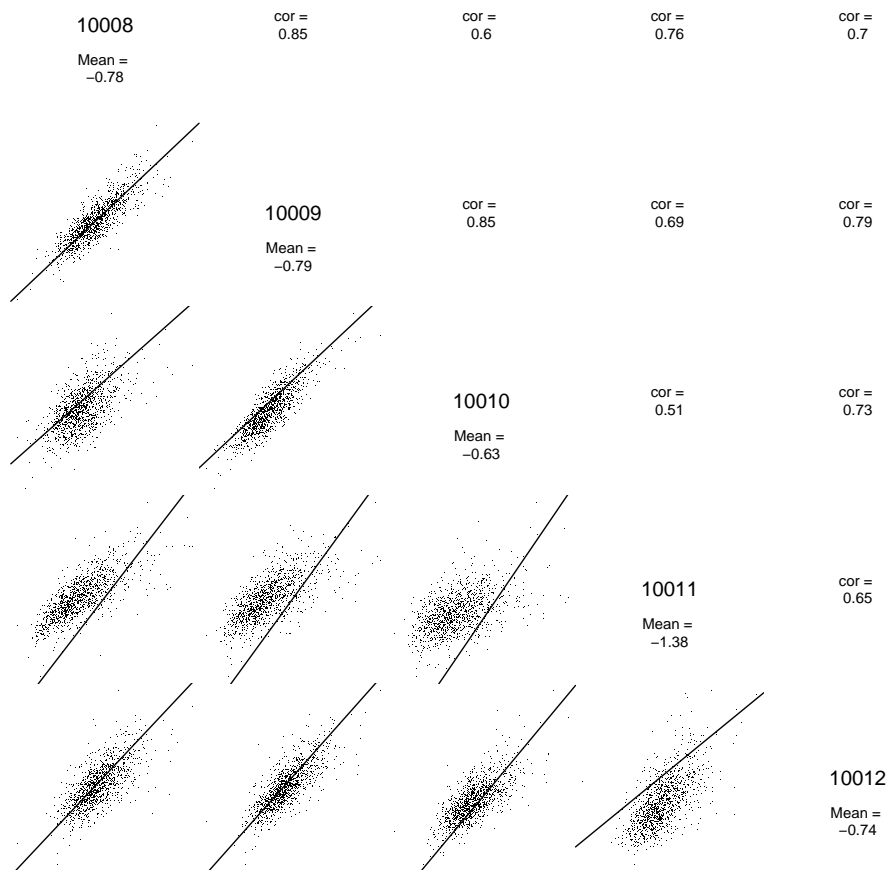 10008
Mean =
−0.78
cor =
0.85
cor =
0.6
cor =
0.76
cor =
0.7
10009
Mean =
−0.79
cor =
0.85
cor =
0.69
cor =
0.79
10010
Mean =
−0.63
cor =
0.51
cor =
0.73
10011
Mean =
−1.38
cor =
0.65
10012
Mean =
−0.74